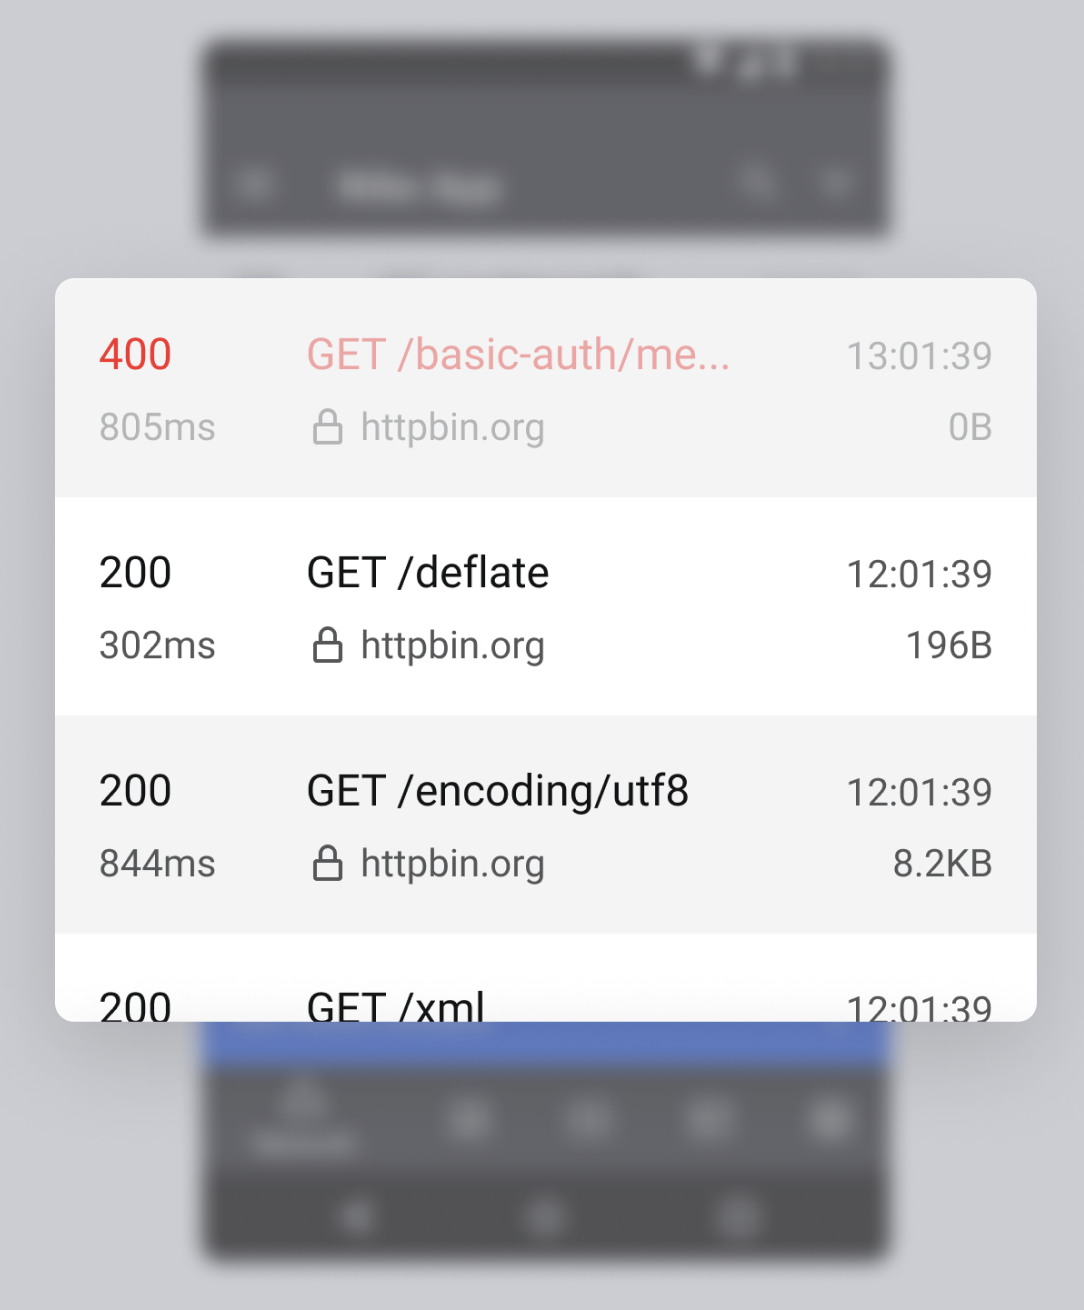 400 GET /basic-auth/me... 13:01:39
805ms httpbin.org 0B
200 GET /deflate 12:01:39
302ms httpbin.org 196B
200 GET /encoding/utf8 12:01:39
844ms httpbin.org 8.2KB
200 GET /xml 12:01:39